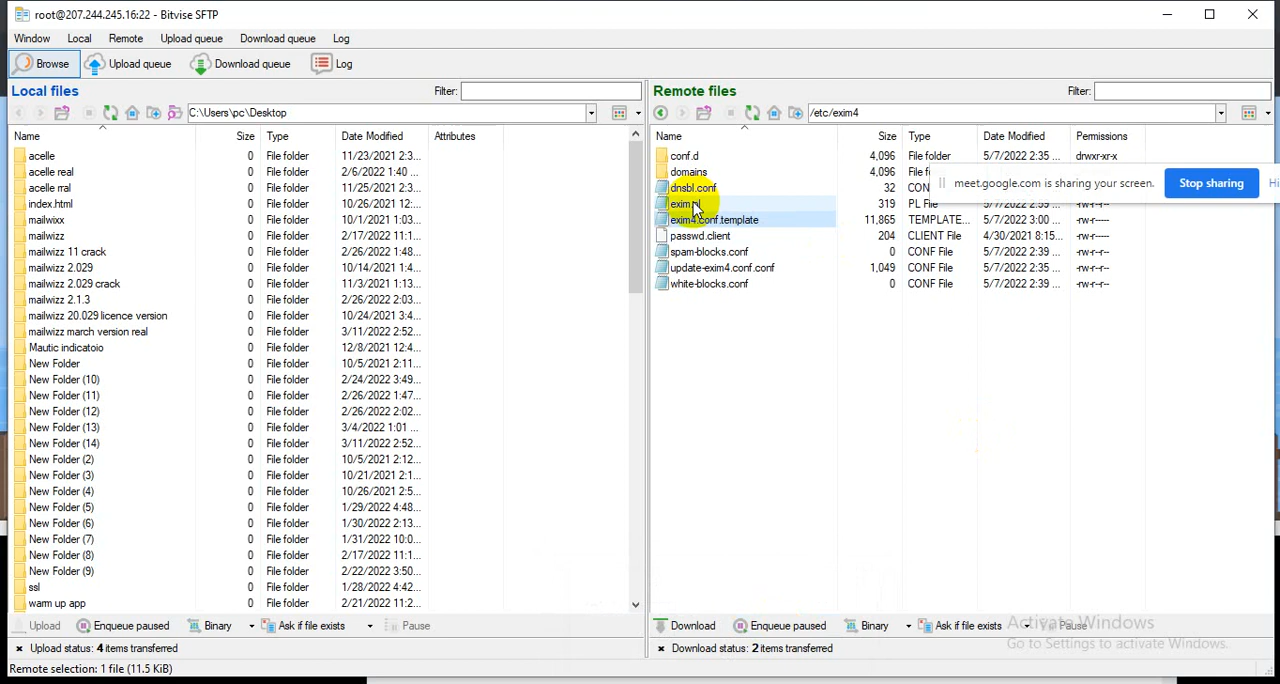 root@207.244.245.16:22 - Bitvise SFTP
Window Local Remote Upload queue Download queue Log
Browse Upload queue Download queue Log
Local files Filter: Remote files Filter:
C:\Users\pc\Desktop /etc/exim4
Name Size Type Date Modified Attributes Name Size Type Date Modified Permissions
acelle 0 File folder 11/23/2021 2:3... conf.d 4,096 File folder 5/7/2022 2:35 ... drwxr-xr-x
acelle real 0 File folder 2/6/2022 1:40 ... domains 4,096
acelle rral 0 File folder 11/25/2021 2:3... dnsbl.conf 32 CON meet.google.com is sharing your screen. Stop sharing Hi
index.html 0 File folder 10/26/2021 12:... 319 PL File 5/7/2022 2:59 ... -rw-r-----
mailwixx 0 File folder 10/1/2021 1:03... exim4.conf.template 11,865 TEMPLATE... 5/7/2022 3:00 ... -rw-r-----
mailwizz 0 File folder 2/17/2022 11:1... passwd.client 204 CLIENT File 4/30/2021 8:15... -rw-r-----
mailwizz 11 crack 0 File folder 2/26/2022 1:48... spam-blocks.conf 0 CONF File 5/7/2022 2:39 ... -rw-r--r--
mailwizz 2.029 0 File folder 10/14/2021 1:4... update-exim4.conf.conf 1,049 CONF File 5/7/2022 2:35 ... -rw-r--r--
mailwizz 2.029 crack 0 File folder 11/3/2021 1:13... white-blocks.conf 0 CONF File 5/7/2022 2:39 ... -rw-r--r--
mailwizz 2.1.3 0 File folder 2/26/2022 2:03...
mailwizz 20.029 licence version 0 File folder 10/24/2021 3:4...
mailwizz march version real 0 File folder 3/11/2022 2:52...
Mautic indicatoio 0 File folder 12/8/2021 12:4...
New Folder 0 File folder 10/5/2021 2:11...
New Folder (10) 0 File folder 2/24/2022 3:49...
New Folder (11) 0 File folder 2/26/2022 1:47...
New Folder (12) 0 File folder 2/26/2022 2:02...
New Folder (13) 0 File folder 3/4/2022 1:01 ...
New Folder (14) 0 File folder 3/11/2022 2:52...
New Folder (2) 0 File folder 10/5/2021 2:12...
New Folder (3) 0 File folder 10/21/2021 2:1...
New Folder (4) 0 File folder 10/26/2021 2:5...
New Folder (5) 0 File folder 1/29/2022 4:48...
New Folder (6) 0 File folder 1/30/2022 2:13...
New Folder (7) 0 File folder 1/31/2022 10:0...
New Folder (8) 0 File folder 2/17/2022 11:1...
New Folder (9) 0 File folder 2/22/2022 3:50...
ssl 0 File folder 1/28/2022 4:42...
warm up app 0 File folder 2/21/2022 11:2...
Upload Enqueue paused Binary Ask if file exists Pause Download Enqueue paused Binary Ask if file exists Pause
Activate Windows
Go to Settings to activate Windows.
Upload status: 4 items transferred Download status: 2 items transferred
Remote selection: 1 file (11.5 KiB)